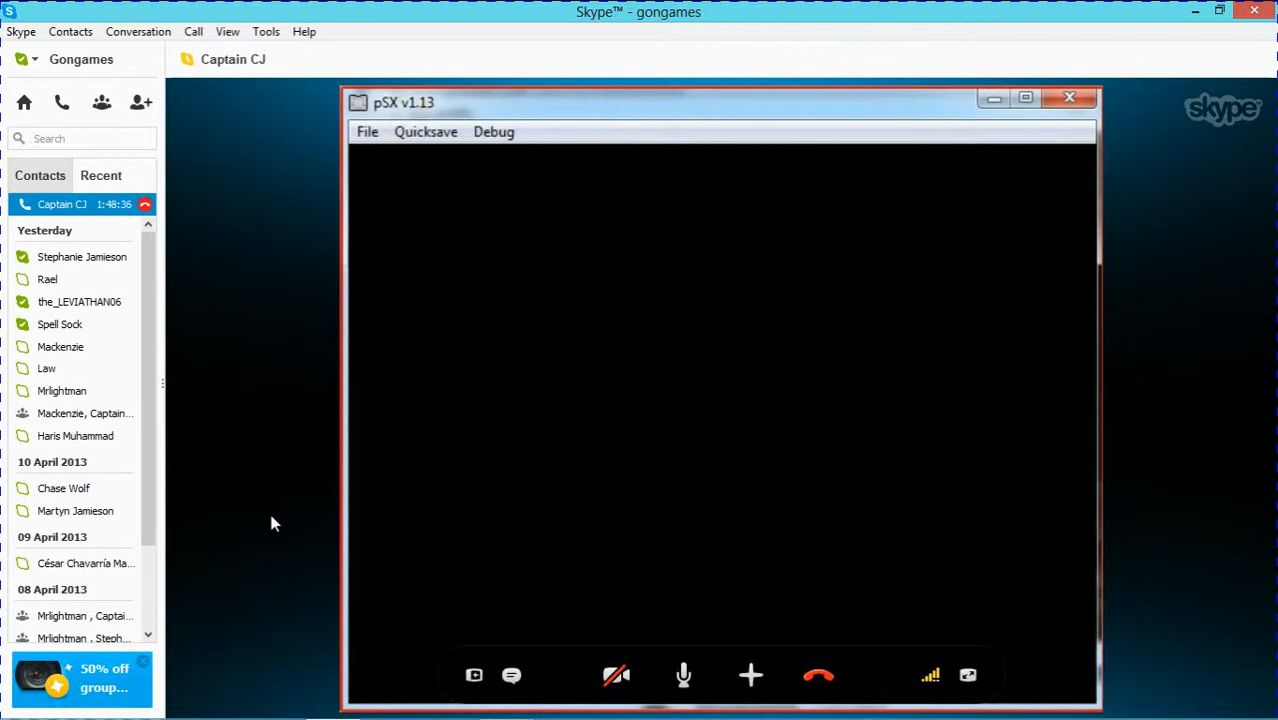 Skype™ - gongames
Skype Contacts Conversation Call View Tools Help
Gongames
Captain CJ
Search
Contacts Recent
Captain CJ 1:48:36
Yesterday
Stephanie Jamieson
Rael
the_LEVIATHAN06
Spell Sock
Mackenzie
Law
Mrlightman
Mackenzie, Captain...
Haris Muhammad
10 April 2013
Chase Wolf
Martyn Jamieson
09 April 2013
César Chavarría Ma...
08 April 2013
Mrlightman , Captai...
Mrlightman , Steph...
50% off
group...
pSX v1.13
File Quicksave Debug
skype